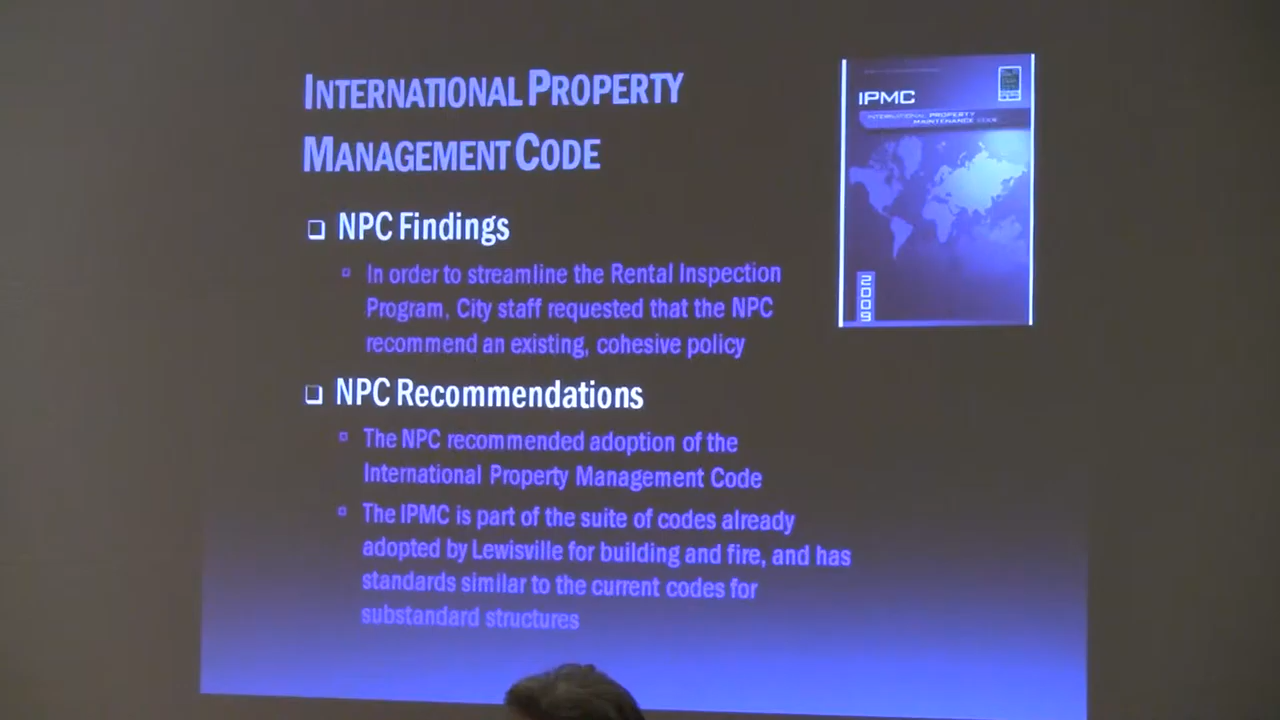 INTERNATIONAL PROPERTY
MANAGEMENT CODE
NPC Findings
In order to streamline the Rental Inspection
Program, City staff requested that the NPC
recommend an existing, cohesive policy
NPC Recommendations
The NPC recommended adoption of the
International Property Management Code
The IPMC is part of the suite of codes already
adopted by Lewisville for building and fire, and has
standards similar to the current codes for
substandard structures
IPMC
INTERNATIONAL PROPERTY
MAINTENANCE CODE
2009